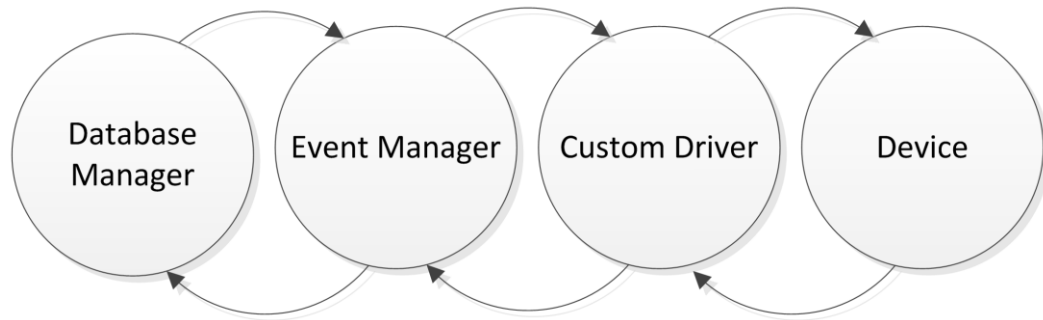 Database
Manager
Event Manager
Custom Driver
Device